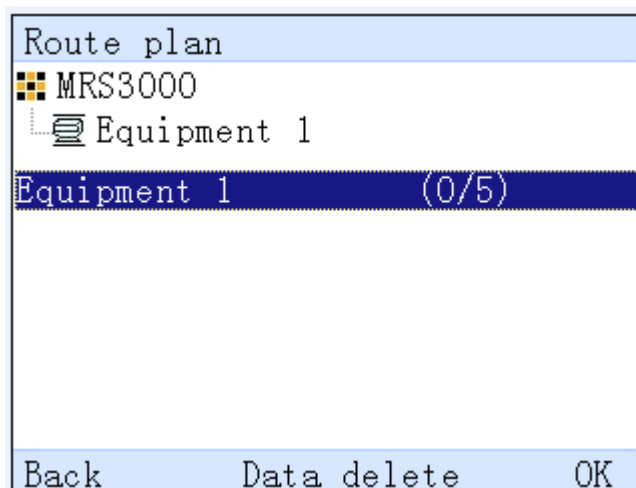 Route plan
MRS3000
Equipment 1
Equipment 1 (0/5)
Back Data delete OK